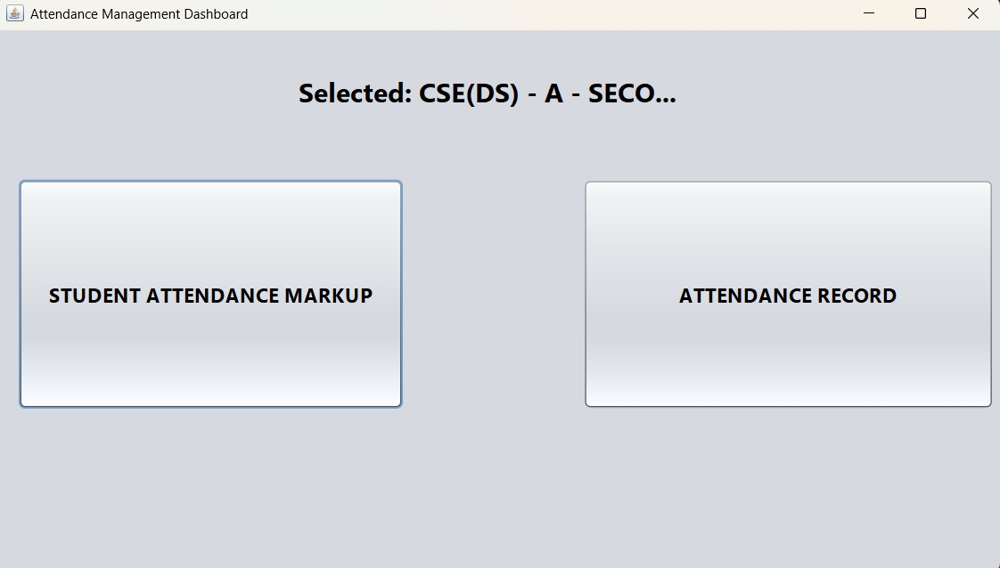 Attendance Management Dashboard
Selected: CSE(DS) - A - SECO...
STUDENT ATTENDANCE MARKUP
ATTENDANCE RECORD